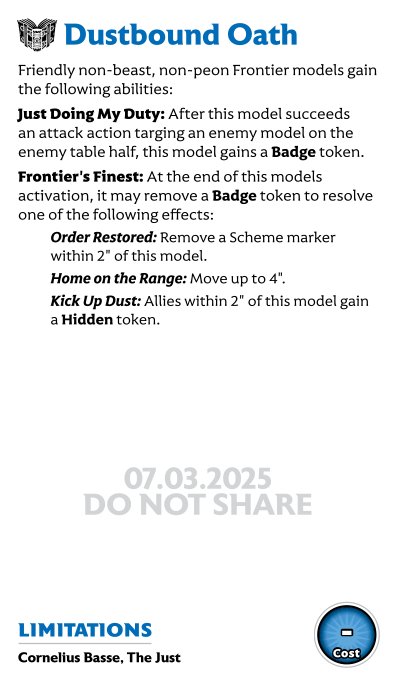 Dustbound Oath
Friendly non-beast, non-peon Frontier models gain
the following abilities:
Just Doing My Duty: After this model succeeds
an attack action targing an enemy model on the
enemy table half, this model gains a Badge token.
Frontier's Finest: At the end of this models
activation, it may remove a Badge token to resolve
one of the following effects:
Order Restored: Remove a Scheme marker
within 2" of this model.
Home on the Range: Move up to 4".
Kick Up Dust: Allies within 2" of this model gain
a Hidden token.
07.03.2025
DO NOT SHARE
LIMITATIONS
Cornelius Basse, The Just
-
Cost